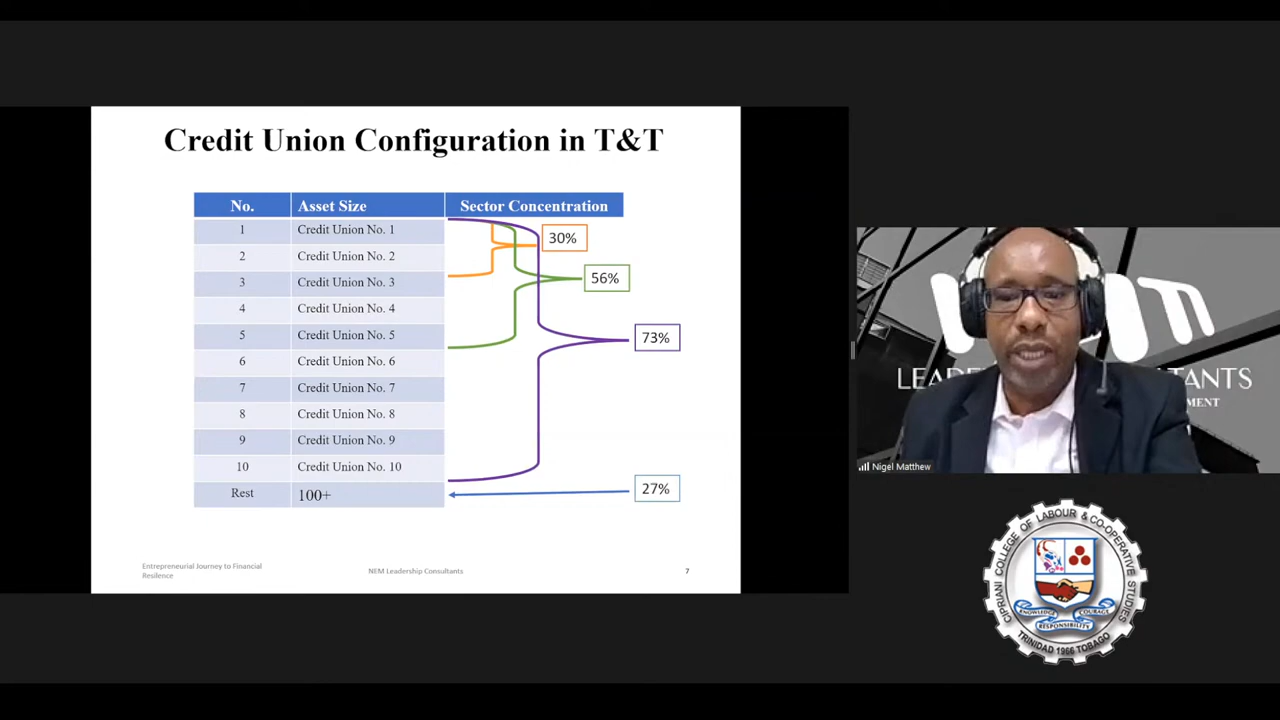 Credit Union Configuration in T&T
No. Asset Size Sector Concentration
1 Credit Union No. 1
30%
2 Credit Union No. 2
3 Credit Union No. 3
56%
4 Credit Union No. 4
5 Credit Union No. 5
73%
6 Credit Union No. 6
7 Credit Union No. 7
8 Credit Union No. 8
9 Credit Union No. 9
10 Credit Union No. 10
Rest 100+
27%
Entrepreneurial Journey to Financial
Resilence
NEM Leadership Consultants
7
Nigel Matthew
CIPRIANI COLLEGE OF LABOUR & CO-OPERATIVE STUDIES
KNOWLEDGE COURAGE
RESPONSIBILITY
TRINIDAD 1966 TOBAGO